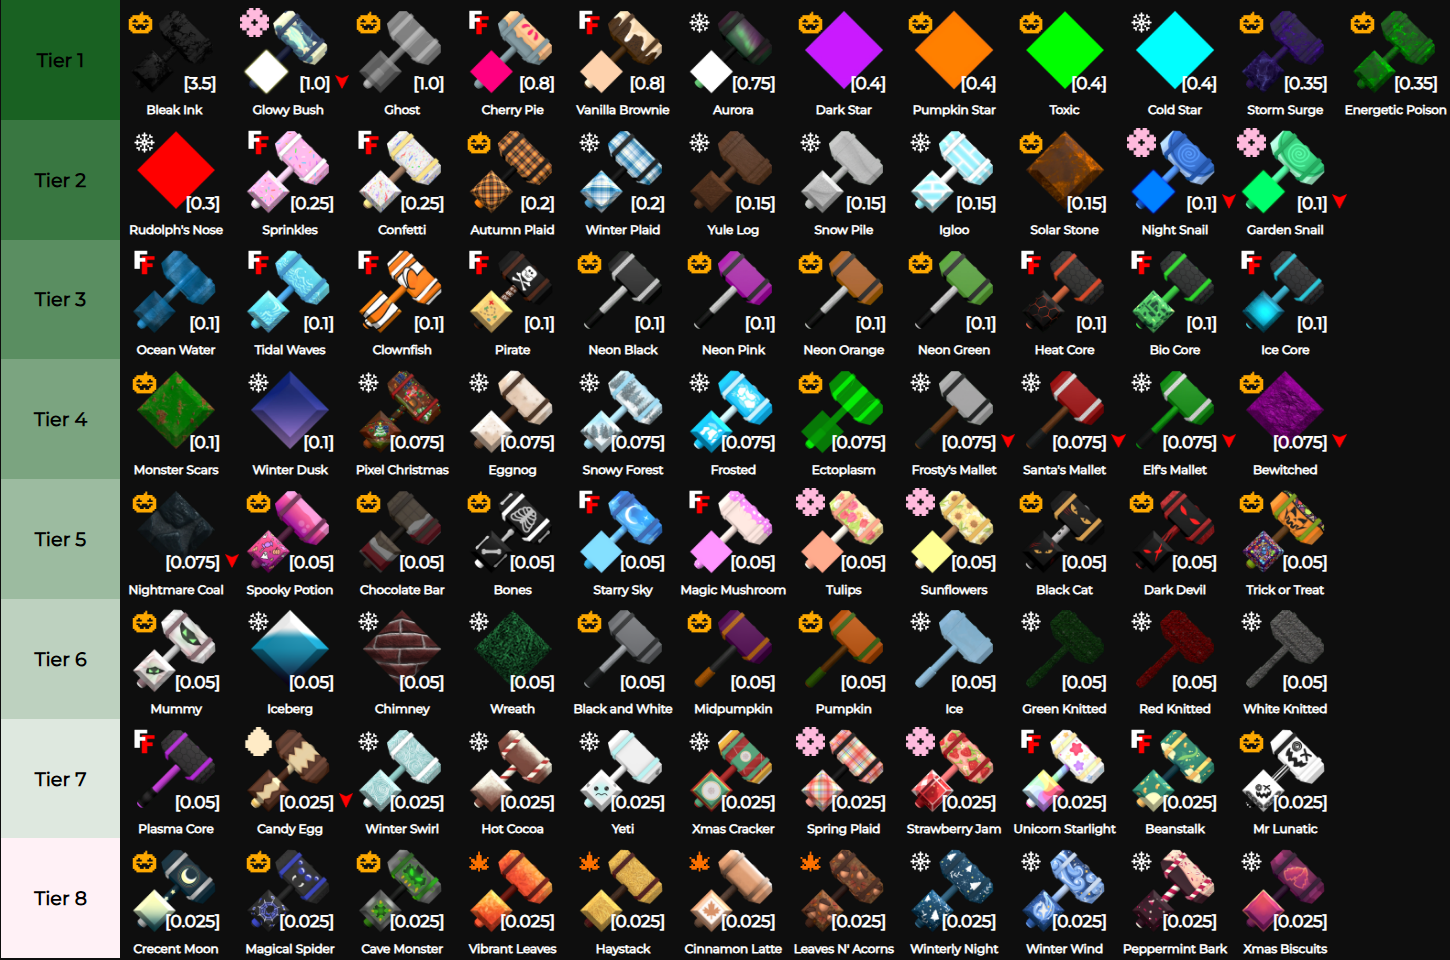 Tier 1
[3.5] [1.0] [1.0] [0.8] [0.8] [0.75] [0.4] [0.4] [0.4] [0.4] [0.35] [0.35]
Bleak Ink Glowy Bush Ghost Cherry Pie Vanilla Brownie Aurora Dark Star Pumpkin Star Toxic Cold Star Storm Surge Energetic Poison
Tier 2
[0.3] [0.25] [0.25] [0.2] [0.2] [0.15] [0.15] [0.15] [0.15] [0.1] [0.1]
Rudolph's Nose Sprinkles Confetti Autumn Plaid Winter Plaid Yule Log Snow Pile Igloo Solar Stone Night Snail Garden Snail
Tier 3
[0.1] [0.1] [0.1] [0.1] [0.1] [0.1] [0.1] [0.1] [0.1] [0.1] [0.1]
Ocean Water Tidal Waves Clownfish Pirate Neon Black Neon Pink Neon Orange Neon Green Heat Core Bio Core Ice Core
Tier 4
[0.1] [0.1] [0.075] [0.075] [0.075] [0.075] [0.075] [0.075] [0.075] [0.075] [0.075]
Monster Scars Winter Dusk Pixel Christmas Eggnog Snowy Forest Frosted Ectoplasm Frosty's Mallet Santa's Mallet Elf's Mallet Bewitched
Tier 5
[0.075] [0.05] [0.05] [0.05] [0.05] [0.05] [0.05] [0.05] [0.05] [0.05] [0.05]
Nightmare Coal Spooky Potion Chocolate Bar Bones Starry Sky Magic Mushroom Tulips Sunflowers Black Cat Dark Devil Trick or Treat
Tier 6
[0.05] [0.05] [0.05] [0.05] [0.05] [0.05] [0.05] [0.05] [0.05] [0.05] [0.05]
Mummy Iceberg Chimney Wreath Black and White Midpumpkin Pumpkin Ice Green Knitted Red Knitted White Knitted
Tier 7
[0.05] [0.025] [0.025] [0.025] [0.025] [0.025] [0.025] [0.025] [0.025] [0.025] [0.025]
Plasma Core Candy Egg Winter Swirl Hot Cocoa Yeti Xmas Cracker Spring Plaid Strawberry Jam Unicorn Starlight Beanstalk Mr Lunatic
Tier 8
[0.025] [0.025] [0.025] [0.025] [0.025] [0.025] [0.025] [0.025] [0.025] [0.025] [0.025]
Crecent Moon Magical Spider Cave Monster Vibrant Leaves Haystack Cinnamon Latte Leaves N' Acorns Winterly Night Winter Wind Peppermint Bark Xmas Biscuits